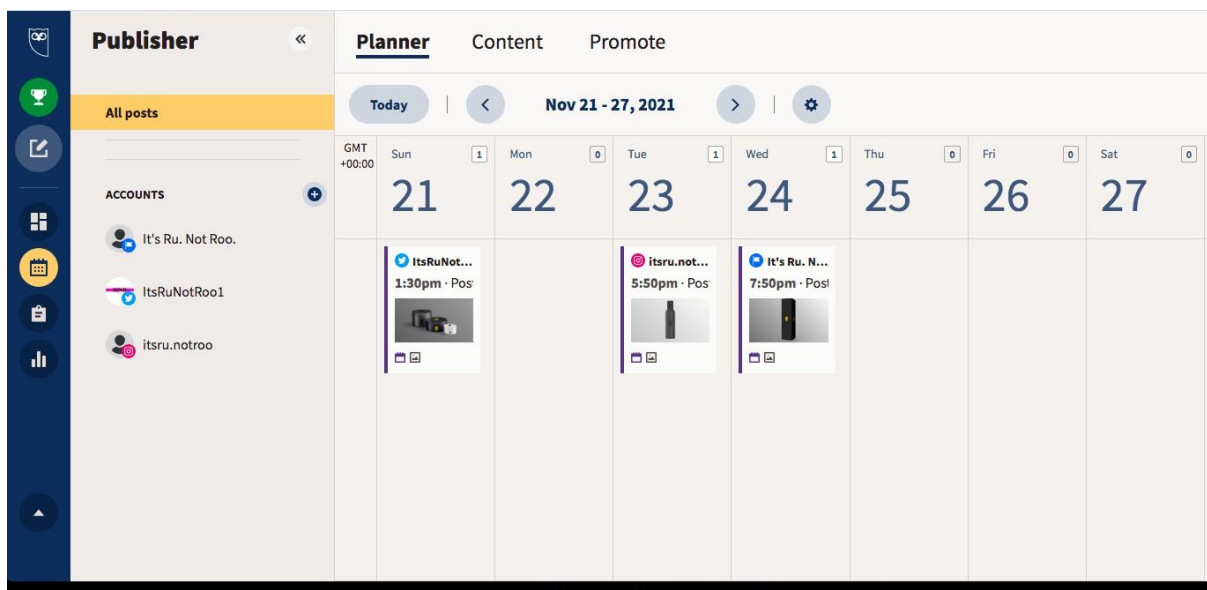 Publisher
«
Planner Content Promote
All posts
Today < Nov 21 - 27, 2021 >
ACCOUNTS
It's Ru. Not Roo.
ItsRuNotRoo1
itsru.notroo
GMT
+00:00
Sun 1 Mon 0 Tue 1 Wed 1 Thu 0 Fri 0 Sat 0
21 22 23 24 25 26 27
ItsRuNot...
1:30pm · Pos
itsru.not...
5:50pm · Pos
It's Ru. N...
7:50pm · Post